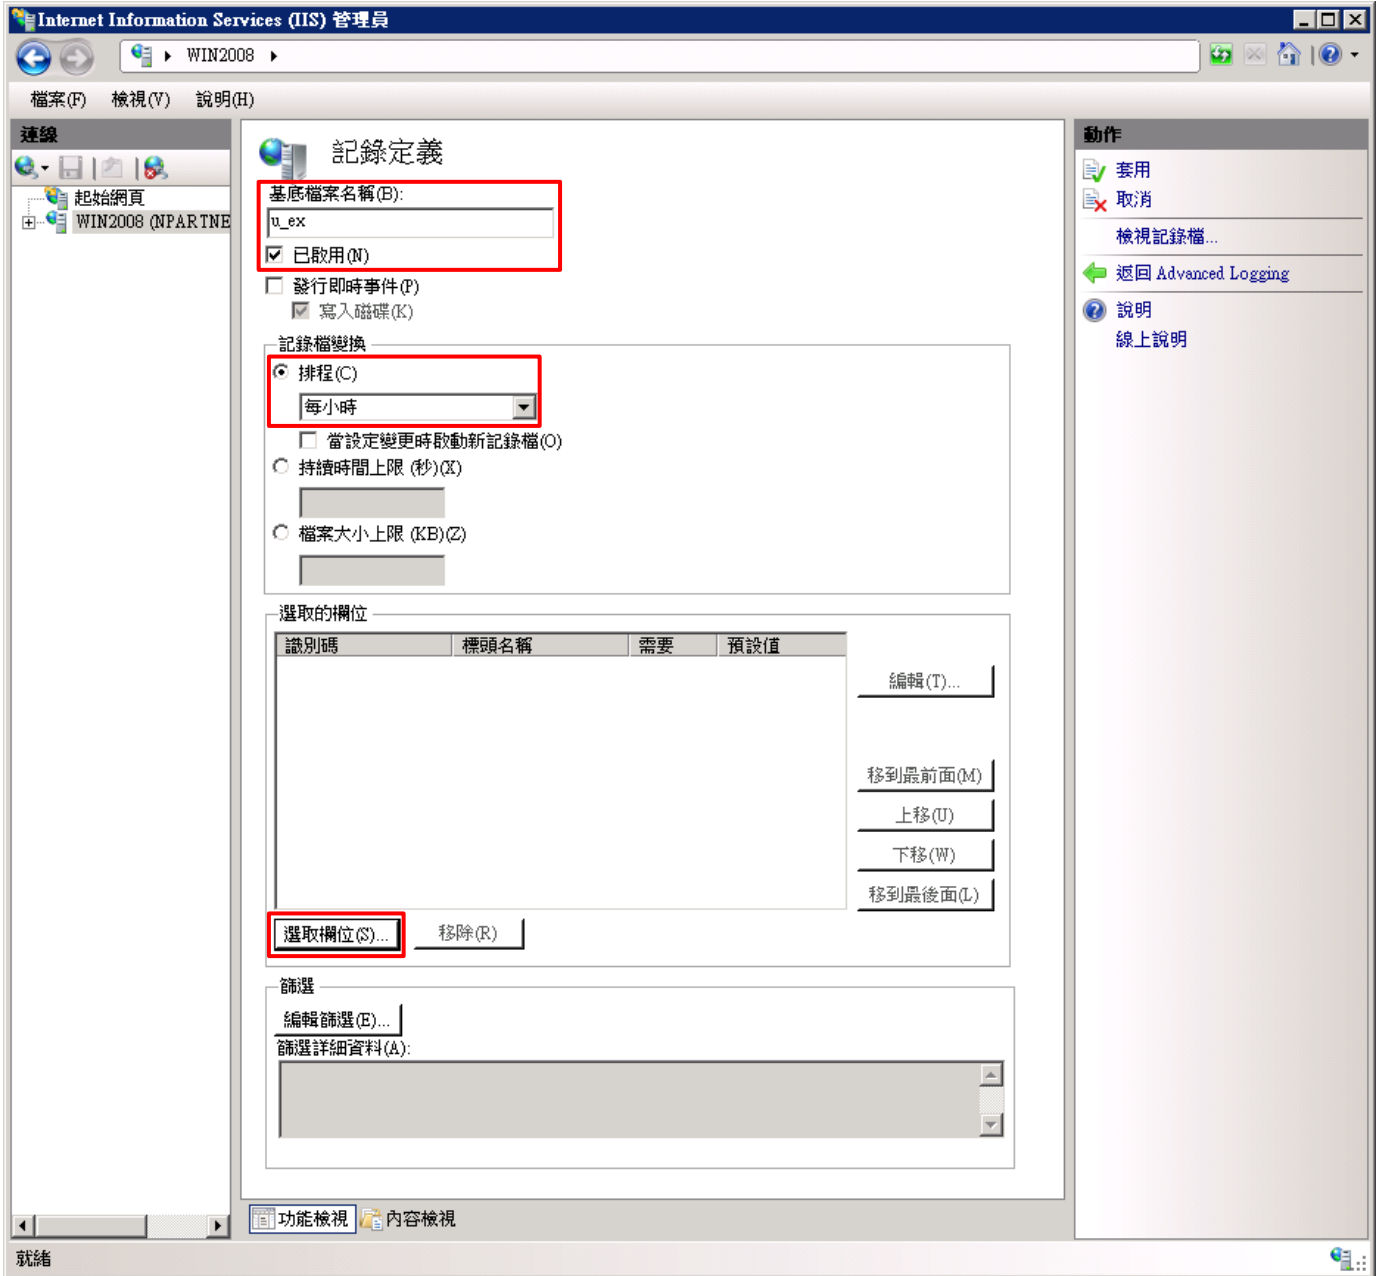 Internet Information Services (IIS) 管理員
WIN2008
檔案(F) 檢視(V) 說明(H)
連線
起始網頁
WIN2008 (NPARTNE
記錄定義
基底檔案名稱(B):
u_ex
已啟用(N)
發行即時事件(P)
寫入磁碟(K)
記錄檔變換
排程(C)
每小時
當設定變更時啟動新記錄檔(O)
持續時間上限 (秒)(X)
檔案大小上限 (KB)(Z)
選取的欄位
識別碼 標頭名稱 需要 預設值
編輯(T)...
移到最前面(M)
上移(U)
下移(W)
移到最後面(L)
選取欄位(S)... 移除(R)
篩選
編輯篩選(E)...
篩選詳細資料(A):
功能檢視 內容檢視
動作
套用
取消
檢視記錄檔...
返回 Advanced Logging
說明
線上說明
就緒